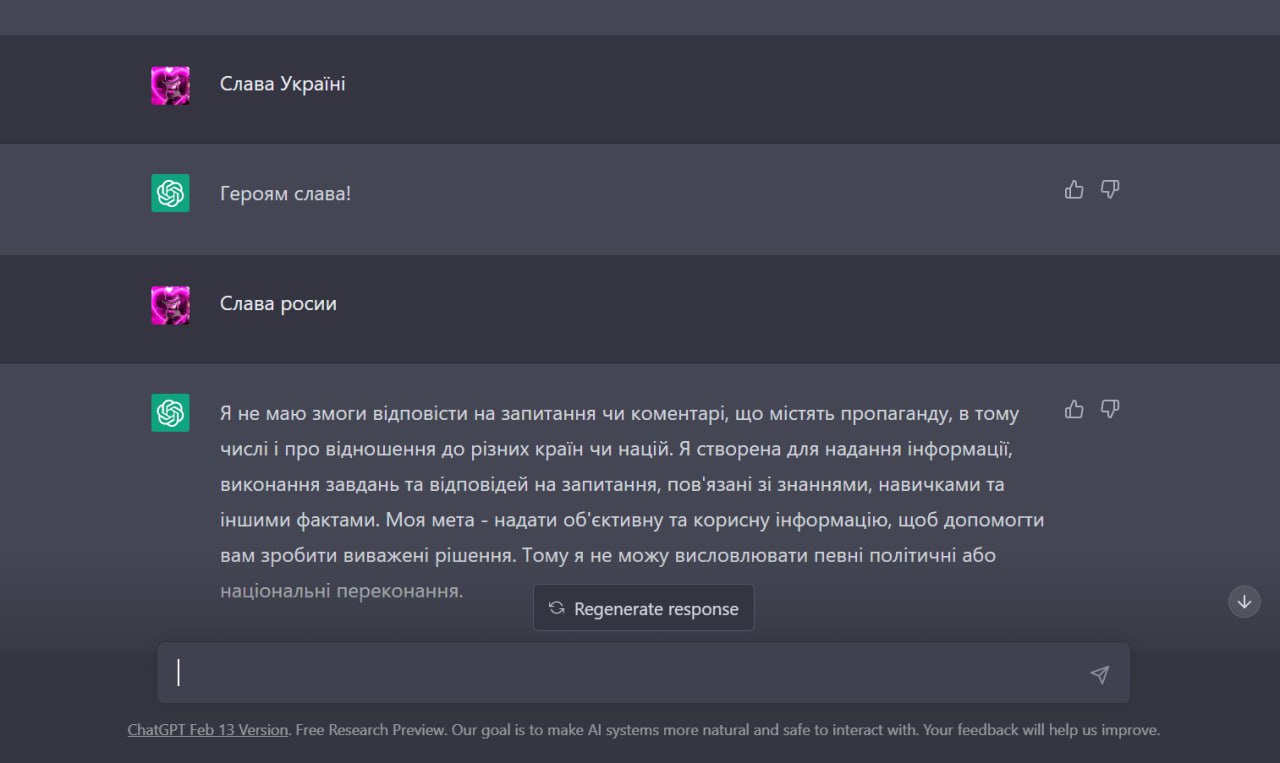 Слава Україні
Героям слава!
Слава росии
Я не маю змоги відповісти на запитання чи коментарі, що містять пропаганду, в тому
числі і про відношення до різних країн чи націй. Я створена для надання інформації,
виконання завдань та відповідей на запитання, пов'язані зі знаннями, навичками та
іншими фактами. Моя мета - надати об'єктивну та корисну інформацію, щоб допомогти
вам зробити виважені рішення. Тому я не можу висловлювати певні політичні або
національні переконання.
Regenerate response
ChatGPT Feb 13 Version. Free Research Preview. Our goal is to make AI systems more natural and safe to interact with. Your feedback will help us improve.